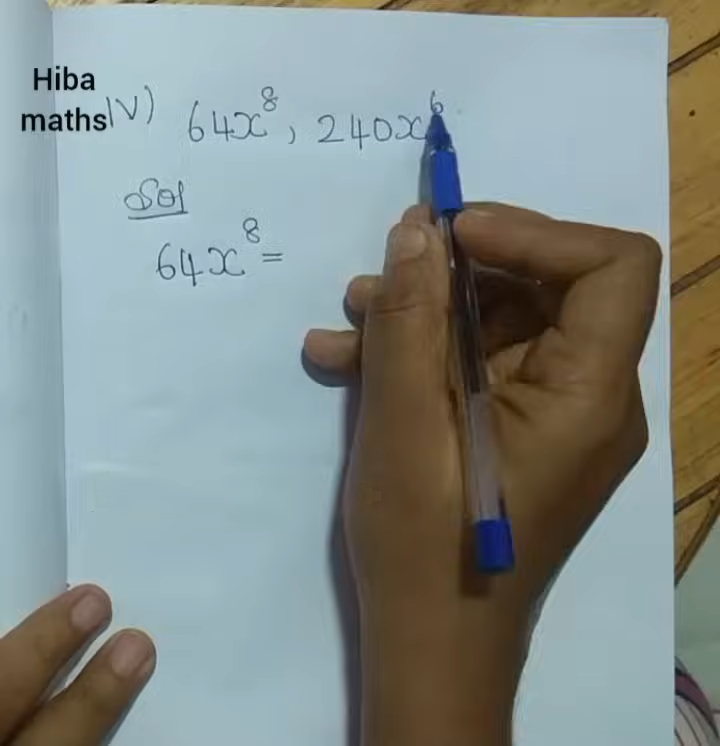 Hiba
maths
IV) 64x⁸, 240x⁶
Sol
64x⁸ =